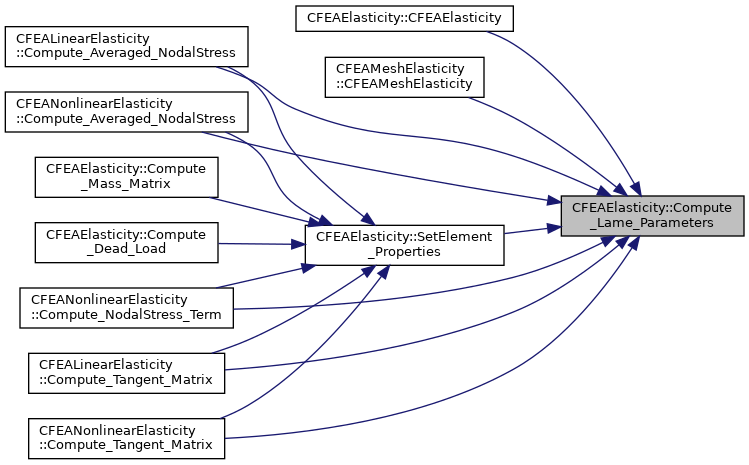 CFEAElasticity::CFEAElasticity
CFEALinearElasticity
::Compute_Averaged_NodalStress
CFEAMeshElasticity
::CFEAMeshElasticity
CFEANonlinearElasticity
::Compute_Averaged_NodalStress
CFEAElasticity::Compute
_Mass_Matrix
CFEAElasticity::Compute
_Lame_Parameters
CFEAElasticity::Compute
_Dead_Load
CFEAElasticity::SetElement
_Properties
CFEANonlinearElasticity
::Compute_NodalStress_Term
CFEALinearElasticity
::Compute_Tangent_Matrix
CFEANonlinearElasticity
::Compute_Tangent_Matrix